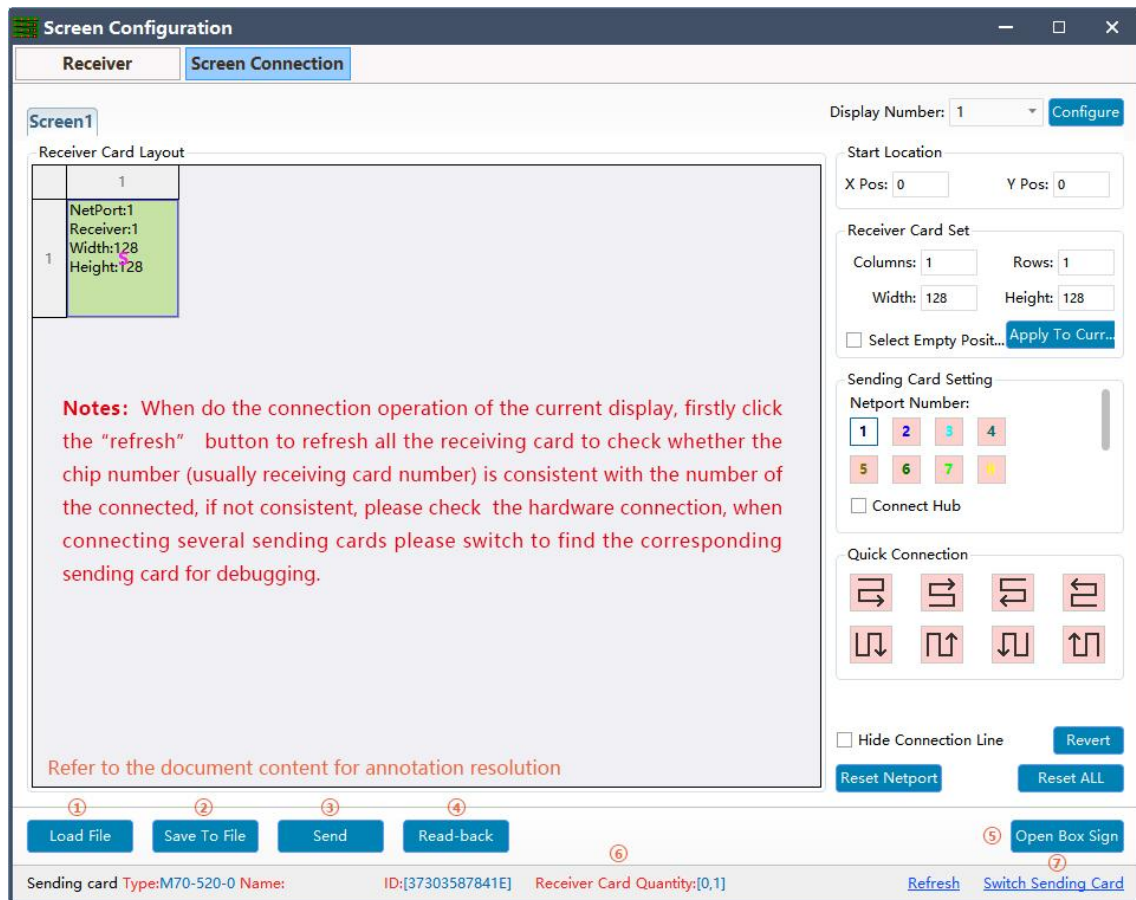 Screen Configuration
Receiver Screen Connection
Screen1
Display Number: 1 Configure
Receiver Card Layout
1
1
NetPort:1
Receiver:1
Width:128
Height:128
S
Notes: When do the connection operation of the current display, firstly click
the “refresh” button to refresh all the receiving card to check whether the
chip number (usually receiving card number) is consistent with the number of
the connected, if not consistent, please check the hardware connection, when
connecting several sending cards please switch to find the corresponding
sending card for debugging.
Refer to the document content for annotation resolution
Start Location
X Pos: 0 Y Pos: 0
Receiver Card Set
Columns: 1 Rows: 1
Width: 128 Height: 128
Select Empty Posit... Apply To Curr...
Sending Card Setting
Netport Number:
1 2 3 4
5 6 7 8
Connect Hub
Quick Connection
Hide Connection Line Revert
Reset Netport Reset ALL
① ② ③ ④
Load File Save To File Send Read-back ⑤ Open Box Sign
⑥ ⑦
Sending card Type:M70-520-0 Name: ID:[37303587841E] Receiver Card Quantity:[0,1] Refresh Switch Sending Card